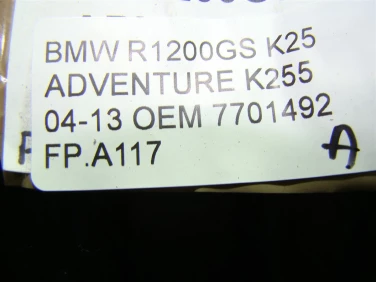 BMW R1200GS K25
ADVENTURE K255
04-13 OEM 7701492
FP.A117
A